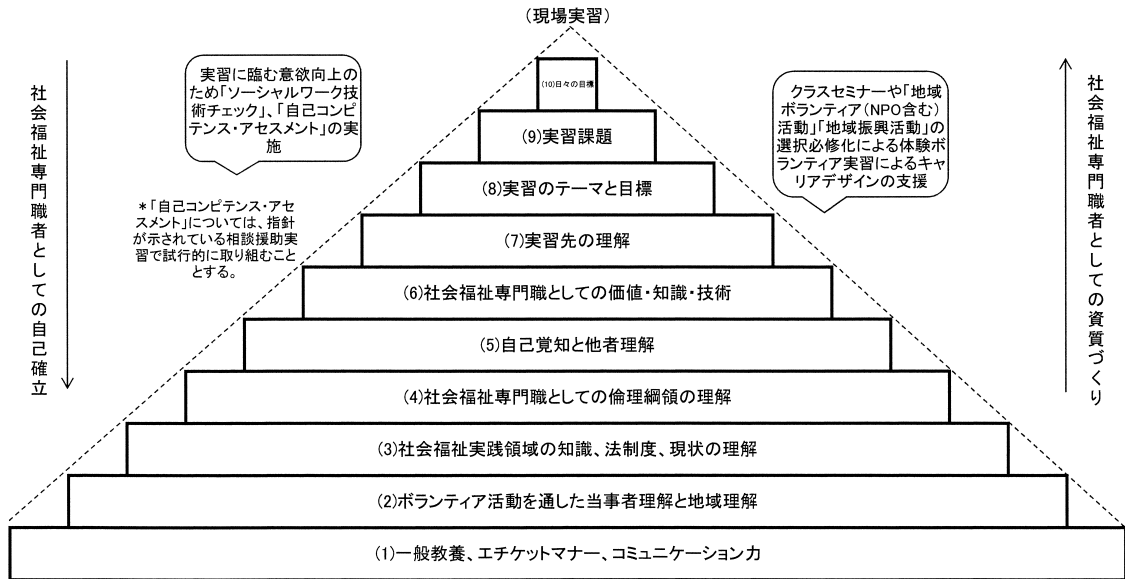 (現場実習)
社会福祉専門職者としての自己確立
実習に臨む意欲向上の
ため「ソーシャルワーク技
術チェック」、「自己コンピ
テンス・アセスメント」の実
施
*「自己コンピテンス・アセ
スメント」については、指針
が示されている相談援助実
習で試行的に取り組むこと
とする。
クラスセミナーや「地域
ボランティア(NPO含む)
活動」「地域振興活動」の
選択必修化による体験ボ
ランティア実習によるキャ
リアデザインの支援
社会福祉専門職者としての資質づくり
(10)日々の目標
(9)実習課題
(8)実習のテーマと目標
(7)実習先の理解
(6)社会福祉専門職としての価値・知識・技術
(5)自己覚知と他者理解
(4)社会福祉専門職としての倫理綱領の理解
(3)社会福祉実践領域の知識、法制度、現状の理解
(2)ボランティア活動を通した当事者理解と地域理解
(1)一般教養、エチケットマナー、コミュニケーション力